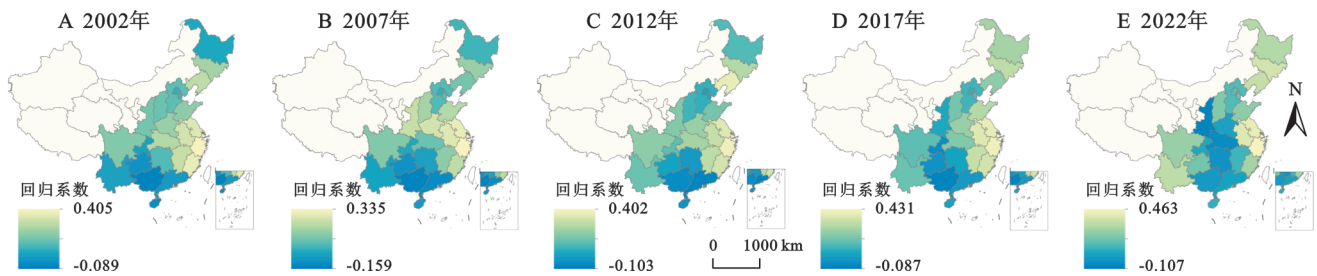 A 2002年
B 2007年
C 2012年
D 2017年
E 2022年
N
回归系数
0.405
-0.089
回归系数
0.335
-0.159
回归系数
0.402
-0.103
0 1000 km
回归系数
0.431
-0.087
回归系数
0.463
-0.107